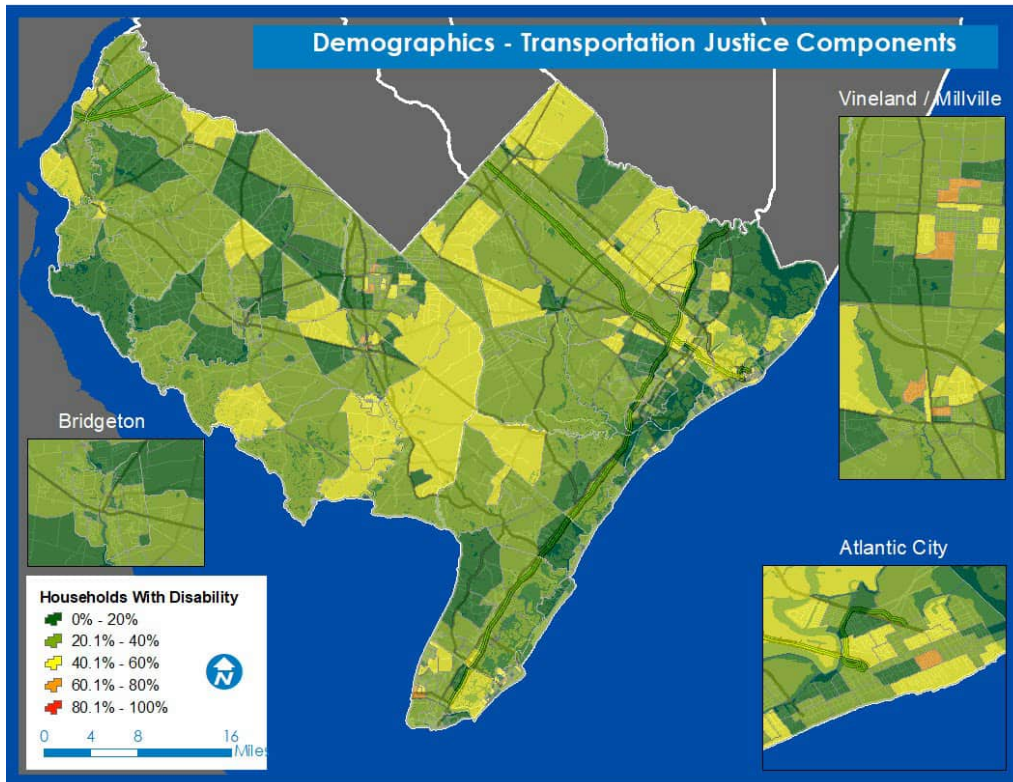 Demographics - Transportation Justice Components
Vineland / Millville
Bridgeton
Atlantic City
Households With Disability
0% - 20%
20.1% - 40%
40.1% - 60%
60.1% - 80%
80.1% - 100%
N
0 4 8 16
Miles